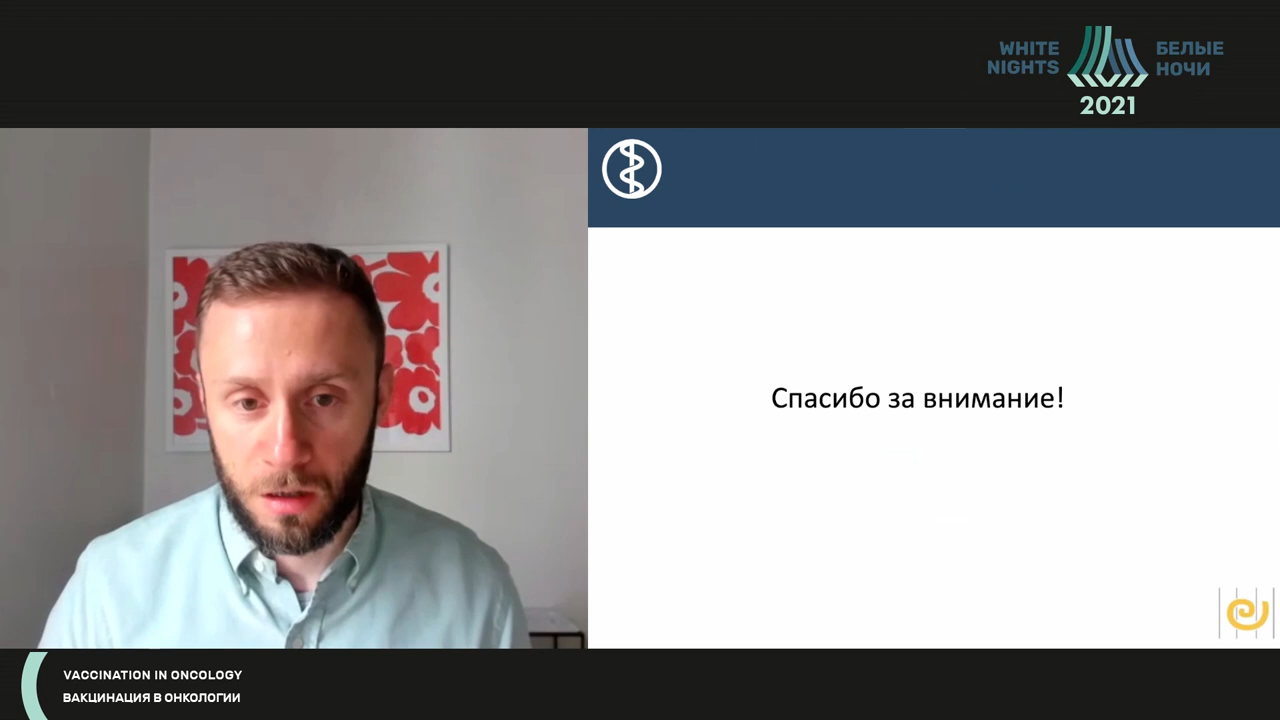 WHITE
NIGHTS
БЕЛЫЕ
НОЧИ
2021
Спасибо за внимание!
VACCINATION IN ONCOLOGY
ВАКЦИНАЦИЯ В ОНКОЛОГИИ